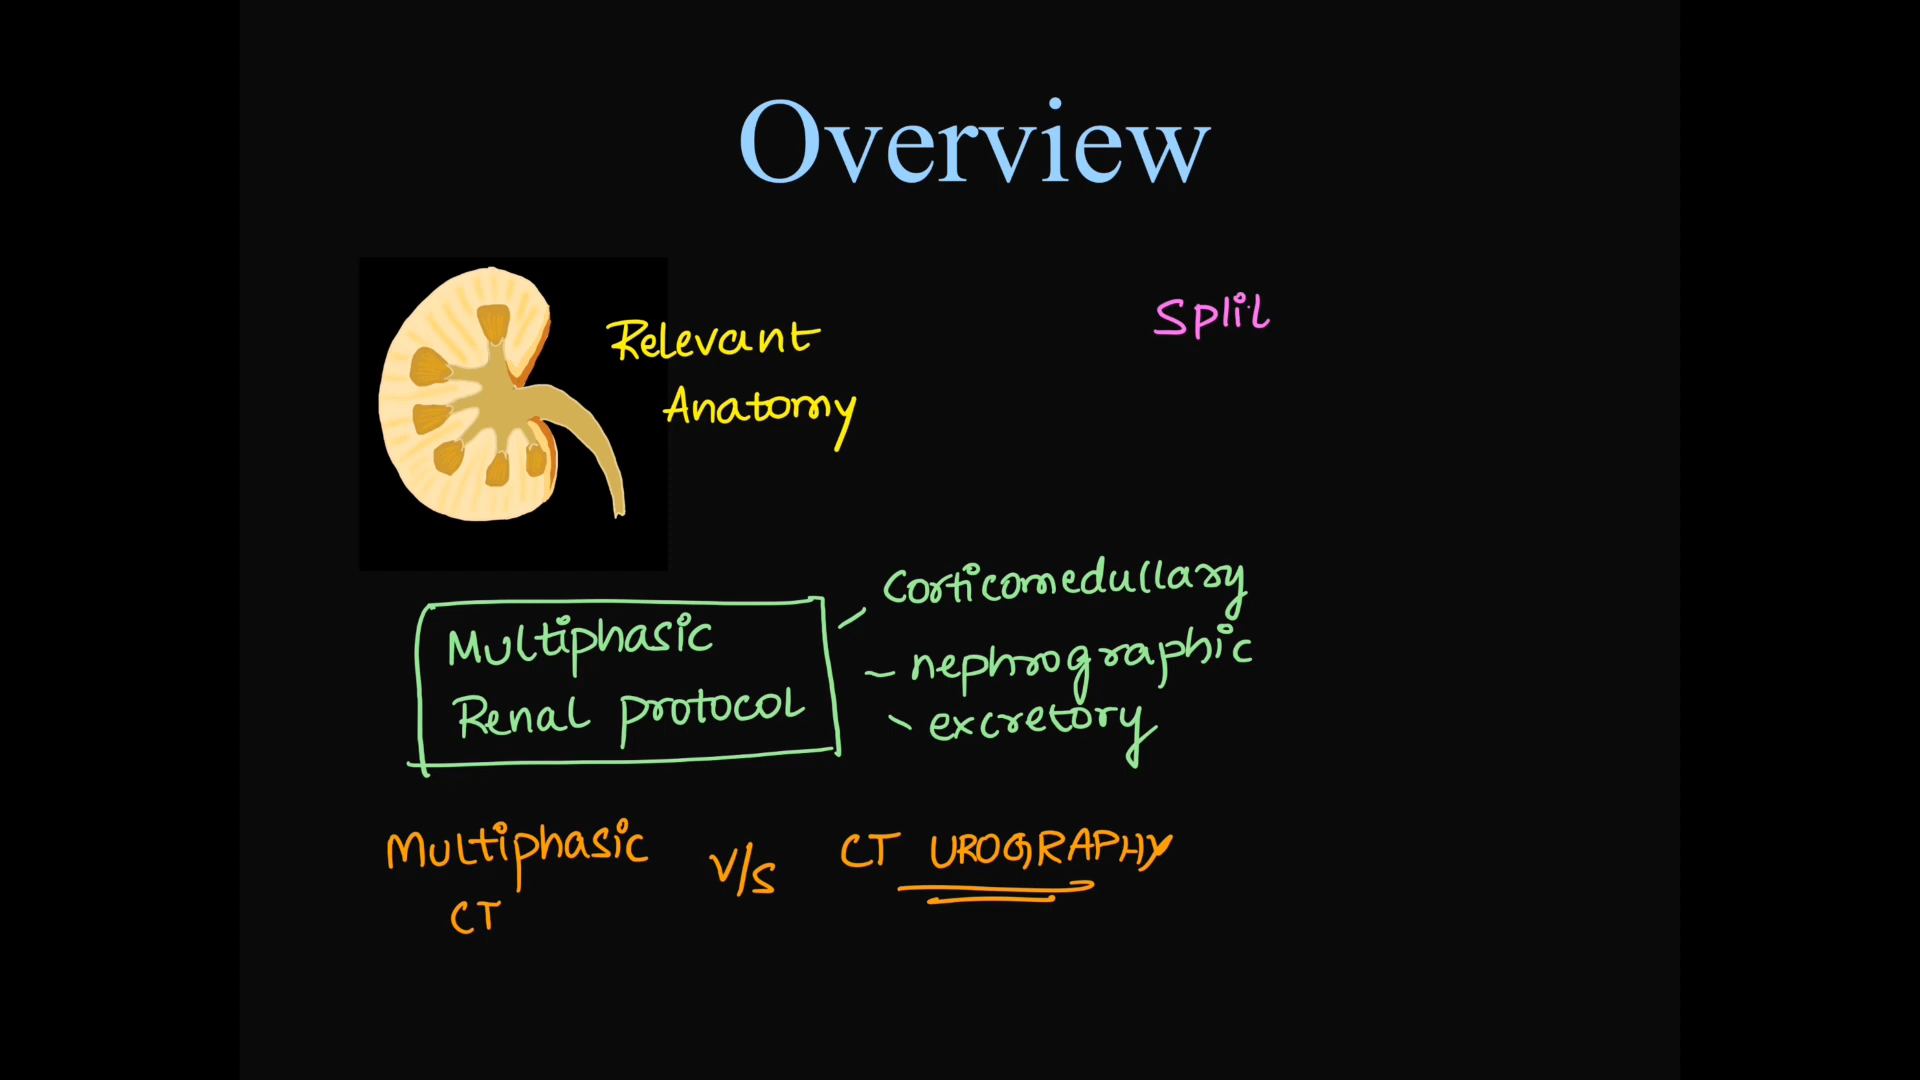 Overview
Relevant
Anatomy
Split
Multiphasic
Renal protocol
Corticomedullary
- nephrographic
- excretory
Multiphasic
CT
V/S
CT UROGRAPHY